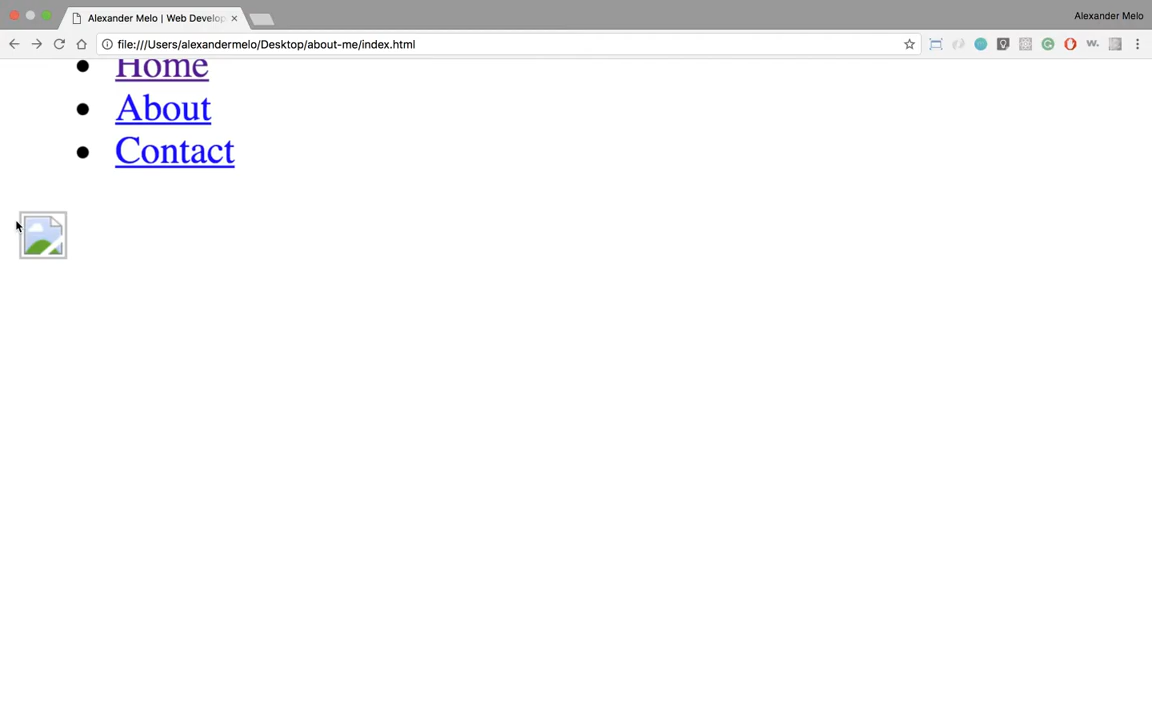 Alexander Melo | Web Develop
Alexander Melo
file:///Users/alexandermelo/Desktop/about-me/index.html
w.
Home
About
Contact